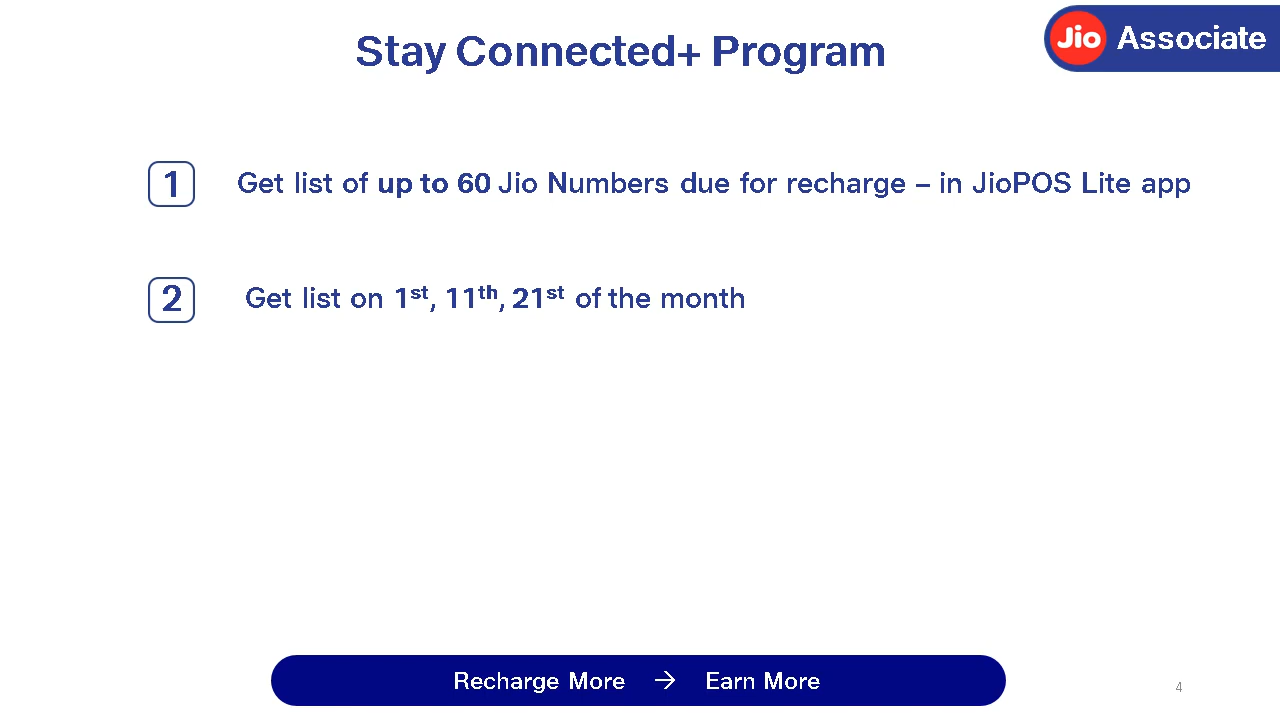 Stay Connected+ Program
Jio Associate
1 Get list of up to 60 Jio Numbers due for recharge – in JioPOS Lite app
2 Get list on 1st, 11th, 21st of the month
Recharge More → Earn More
4